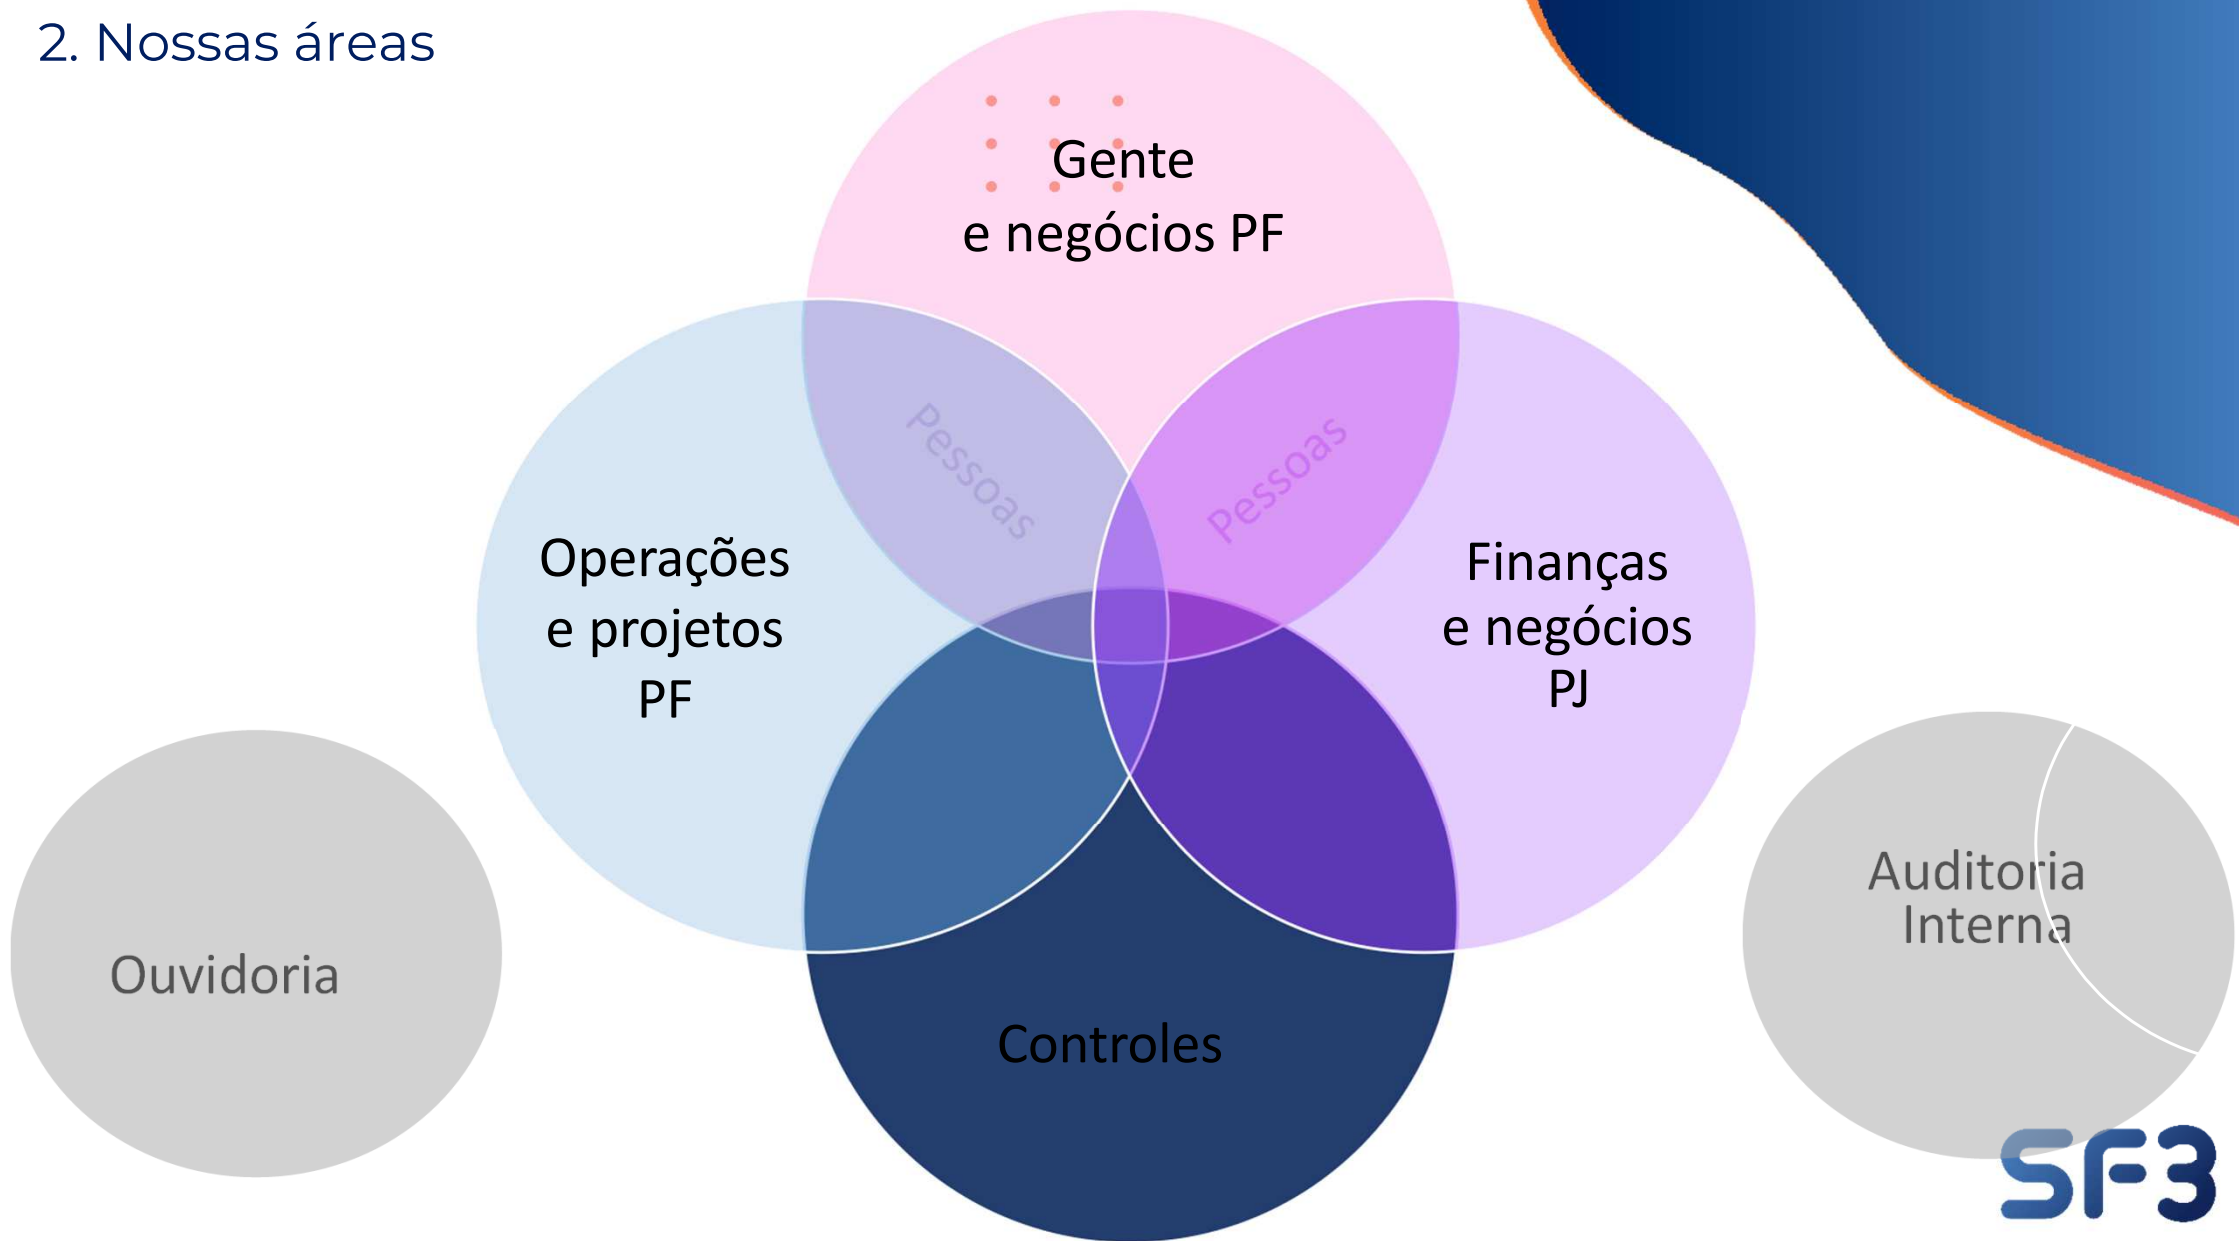 2. Nossas áreas
Gente
e negócios PF
Pessoas
Pessoas
Operações
e projetos
PF
Finanças
e negócios
PJ
Ouvidoria
Auditoria
Interna
Controles
SF3